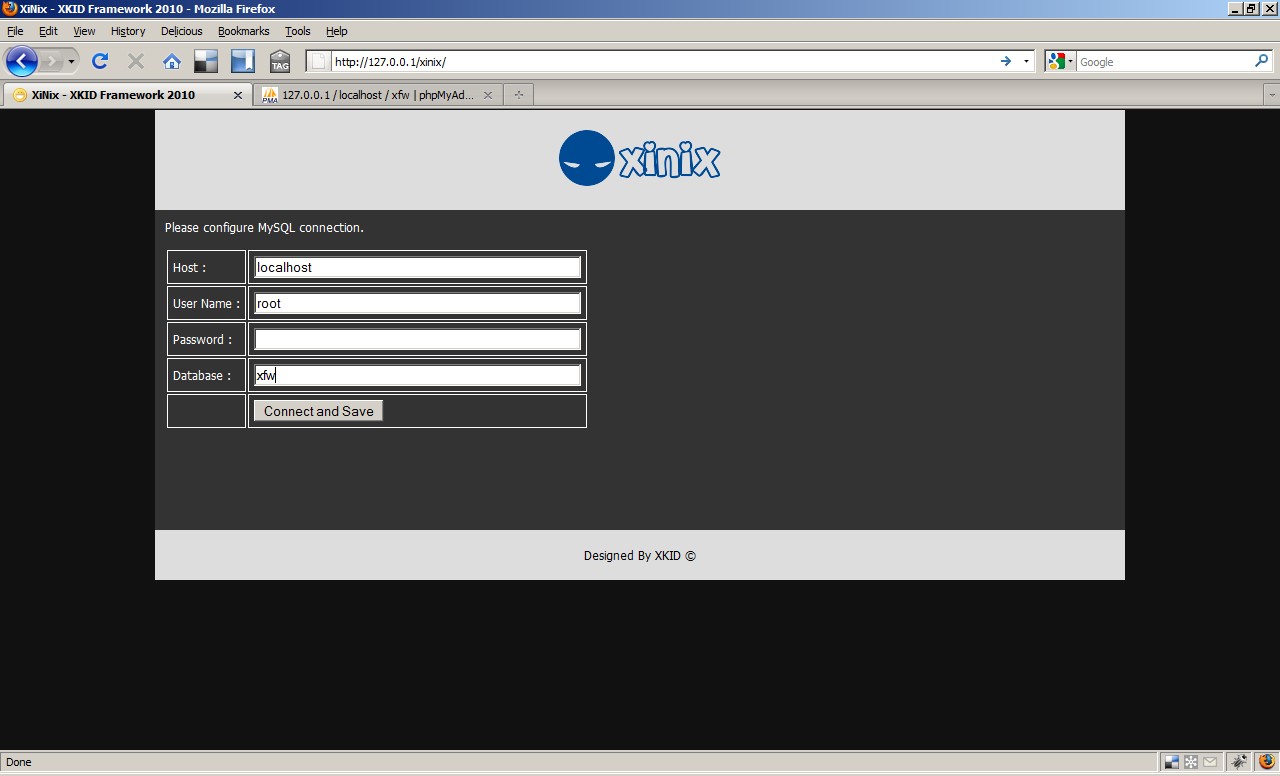 XiNix - XKID Framework 2010 - Mozilla Firefox
File Edit View History Delicious Bookmarks Tools Help
TAG http://127.0.0.1/xinix/ Google
XiNix - XKID Framework 2010 PMA 127.0.0.1 / localhost / xfw | phpMyAd...
xinix
Please configure MySQL connection.
Host : localhost
User Name : root
Password :
Database : xfw
Connect and Save
Designed By XKID ©
Done